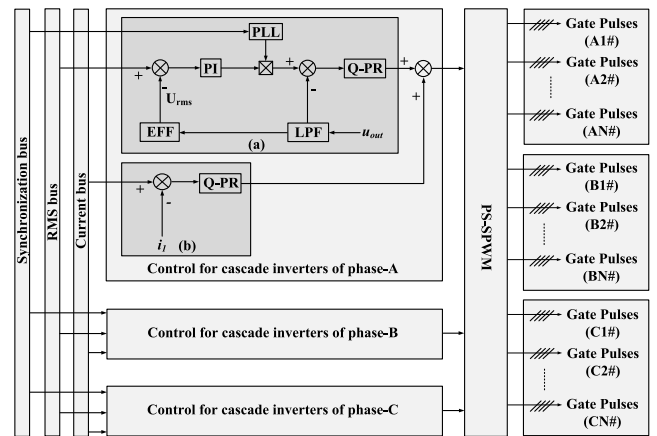 Synchronization bus
RMS bus
Current bus
PLL
+
PI
+
Q-PR
+
-
U_rms
-
+
EFF
LPF
u_out
(a)
+
Q-PR
-
i_1
(b)
Control for cascade inverters of phase-A
Control for cascade inverters of phase-B
Control for cascade inverters of phase-C
PS-SPWM
Gate Pulses
(A1#)
Gate Pulses
(A2#)
Gate Pulses
(AN#)
Gate Pulses
(B1#)
Gate Pulses
(B2#)
Gate Pulses
(BN#)
Gate Pulses
(C1#)
Gate Pulses
(C2#)
Gate Pulses
(CN#)